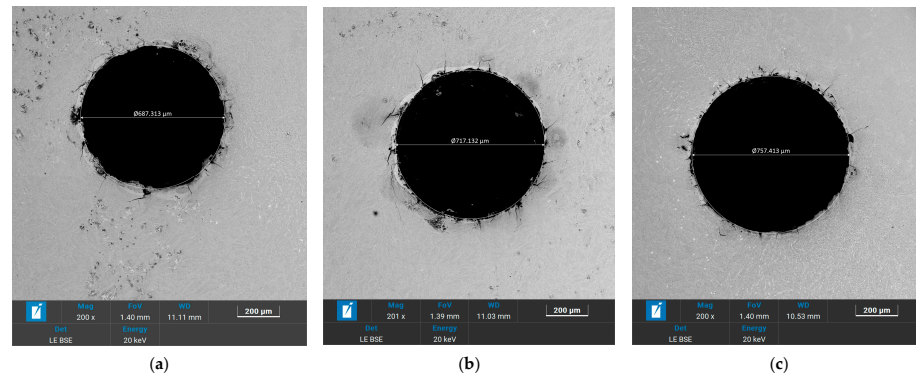 Ø687.313 µm
Mag FoV WD
200 x 1.40 mm 11.11 mm 200 µm
Det Energy
LE BSE 20 keV
(a)
Ø717.132 µm
Mag FoV WD
201 x 1.39 mm 11.03 mm 200 µm
Det Energy
LE BSE 20 keV
(b)
Ø757.413 µm
Mag FoV WD
200 x 1.40 mm 10.53 mm 200 µm
Det Energy
LE BSE 20 keV
(c)